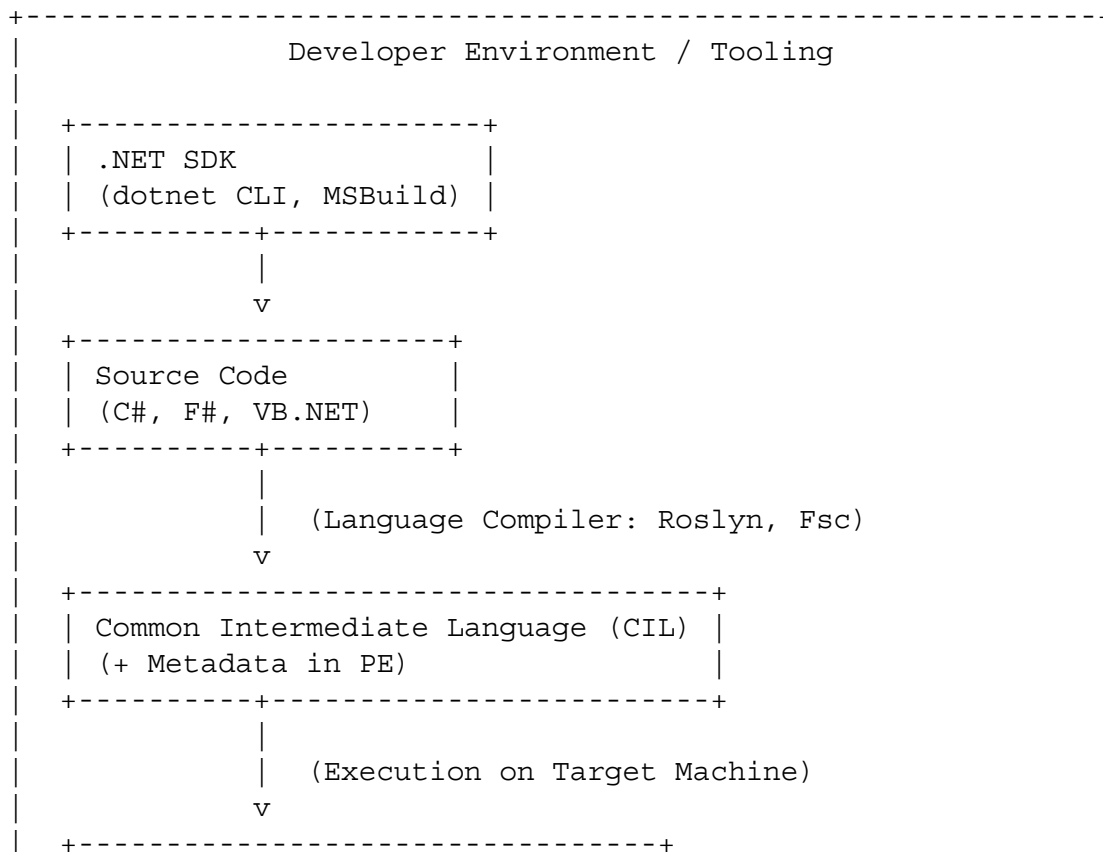 Developer Environment / Tooling
.NET SDK
(dotnet CLI, MSBuild)
v
Source Code
(C#, F#, VB.NET)
(Language Compiler: Roslyn, Fsc)
v
Common Intermediate Language (CIL)
(+ Metadata in PE)
(Execution on Target Machine)
v